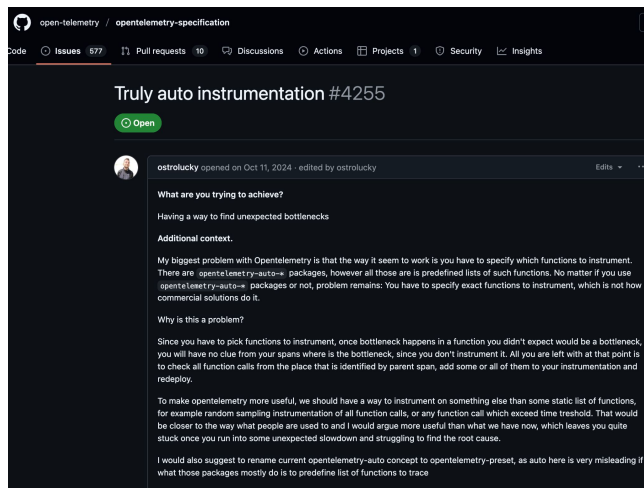 open-telemetry / opentelemetry-specification
Code Issues 577 Pull requests 10 Discussions Actions Projects 1 Security Insights
Truly auto instrumentation #4255
Open
ostrolucky opened on Oct 11, 2024 · edited by ostrolucky Edits
What are you trying to achieve?
Having a way to find unexpected bottlenecks
Additional context.
My biggest problem with Opentelemetry is that the way it seem to work is you have to specify which functions to instrument.
There are opentelemetry-auto-* packages, however all those are is predefined lists of such functions. No matter if you use
opentelemetry-auto-* packages or not, problem remains: You have to specify exact functions to instrument, which is not how
commercial solutions do it.
Why is this a problem?
Since you have to pick functions to instrument, once bottleneck happens in a function you didn't expect would be a bottleneck,
you will have no clue from your spans where is the bottleneck, since you don't instrument it. All you are left with at that point is
to check all function calls from the place that is identified by parent span, add some or all of them to your instrumentation and
redeploy.
To make opentelemetry more useful, we should have a way to instrument on something else than some static list of functions,
for example random sampling instrumentation of all function calls, or any function call which exceed time treshold. That would
be closer to the way what people are used to and I would argue more useful than what we have now, which leaves you quite
stuck once you run into some unexpected slowdown and struggling to find the root cause.
I would also suggest to rename current opentelemetry-auto concept to opentelemetry-preset, as auto here is very misleading if
what those packages mostly do is to predefine list of functions to trace